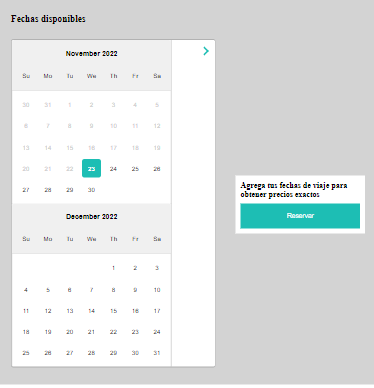 Fechas disponibles
November 2022
Su Mo Tu We Th Fr Sa
30 31 1 2 3 4 5
6 7 8 9 10 11 12
13 14 15 16 17 18 19
20 21 22 23 24 25 26
27 28 29 30
December 2022
Su Mo Tu We Th Fr Sa
1 2 3
4 5 6 7 8 9 10
11 12 13 14 15 16 17
18 19 20 21 22 23 24
25 26 27 28 29 30 31
Agrega tus fechas de viaje para
obtener precios exactos
Reservar